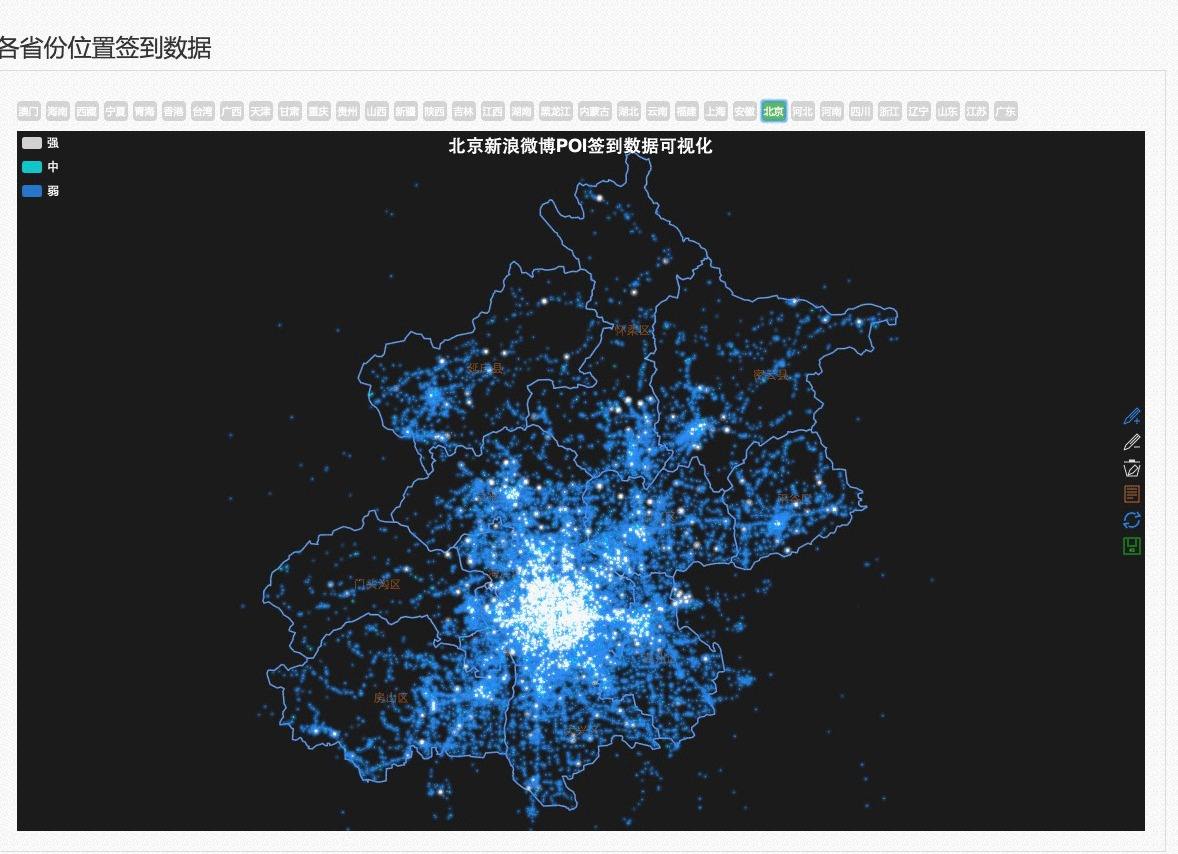 各省份位置签到数据
澳门 海南 西藏 宁夏 青海 香港 台湾 广西 天津 甘肃 重庆 贵州 山西 新疆 陕西 吉林 江西 湖南 黑龙江 内蒙古 湖北 云南 福建 上海 安徽 北京 河北 河南 四川 浙江 辽宁 山东 江苏 广东
北京新浪微博POI签到数据可视化
强
中
弱
怀柔区
延庆县
密云县
平谷区
门头沟区
房山区